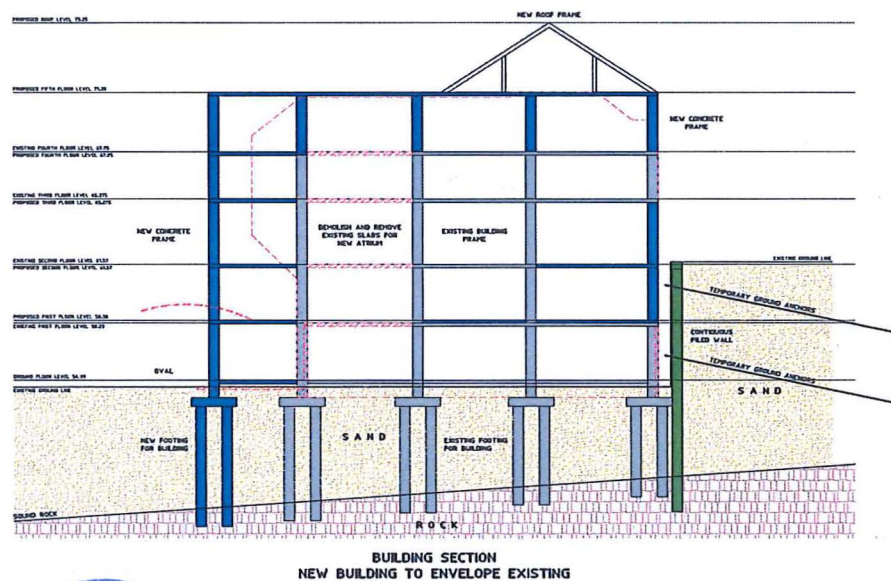 NEW ROOF FRAME
PROPOSED ROOF LEVEL 75.25
PROPOSED FIFTH FLOOR LEVEL 71.30
NEW CONCRETE
FRAME
EXISTING FOURTH FLOOR LEVEL
PROPOSED FOURTH FLOOR LEVEL
EXISTING THIRD FLOOR LEVEL
PROPOSED THIRD FLOOR LEVEL
NEW CONCRETE
FRAME
DEMOLISH AND REMOVE
EXISTING SLABS FOR
NEW ATRIUM
EXISTING BUILDING
FRAME
EXISTING SECOND FLOOR LEVEL
PROPOSED SECOND FLOOR LEVEL
EXISTING GROUND LINE
TEMPORARY GROUND ANCHORS
PROPOSED FIRST FLOOR LEVEL
EXISTING FIRST FLOOR LEVEL
CONTIGUOUS
PILED WALL
TEMPORARY GROUND ANCHORS
OVAL
GROUND FLOOR LEVEL
EXISTING GROUND LINE
SAND
NEW FOOTING
FOR BUILDING
SAND
EXISTING FOOTING
FOR BUILDING
SOUND ROCK
ROCK
BUILDING SECTION
NEW BUILDING TO ENVELOPE EXISTING